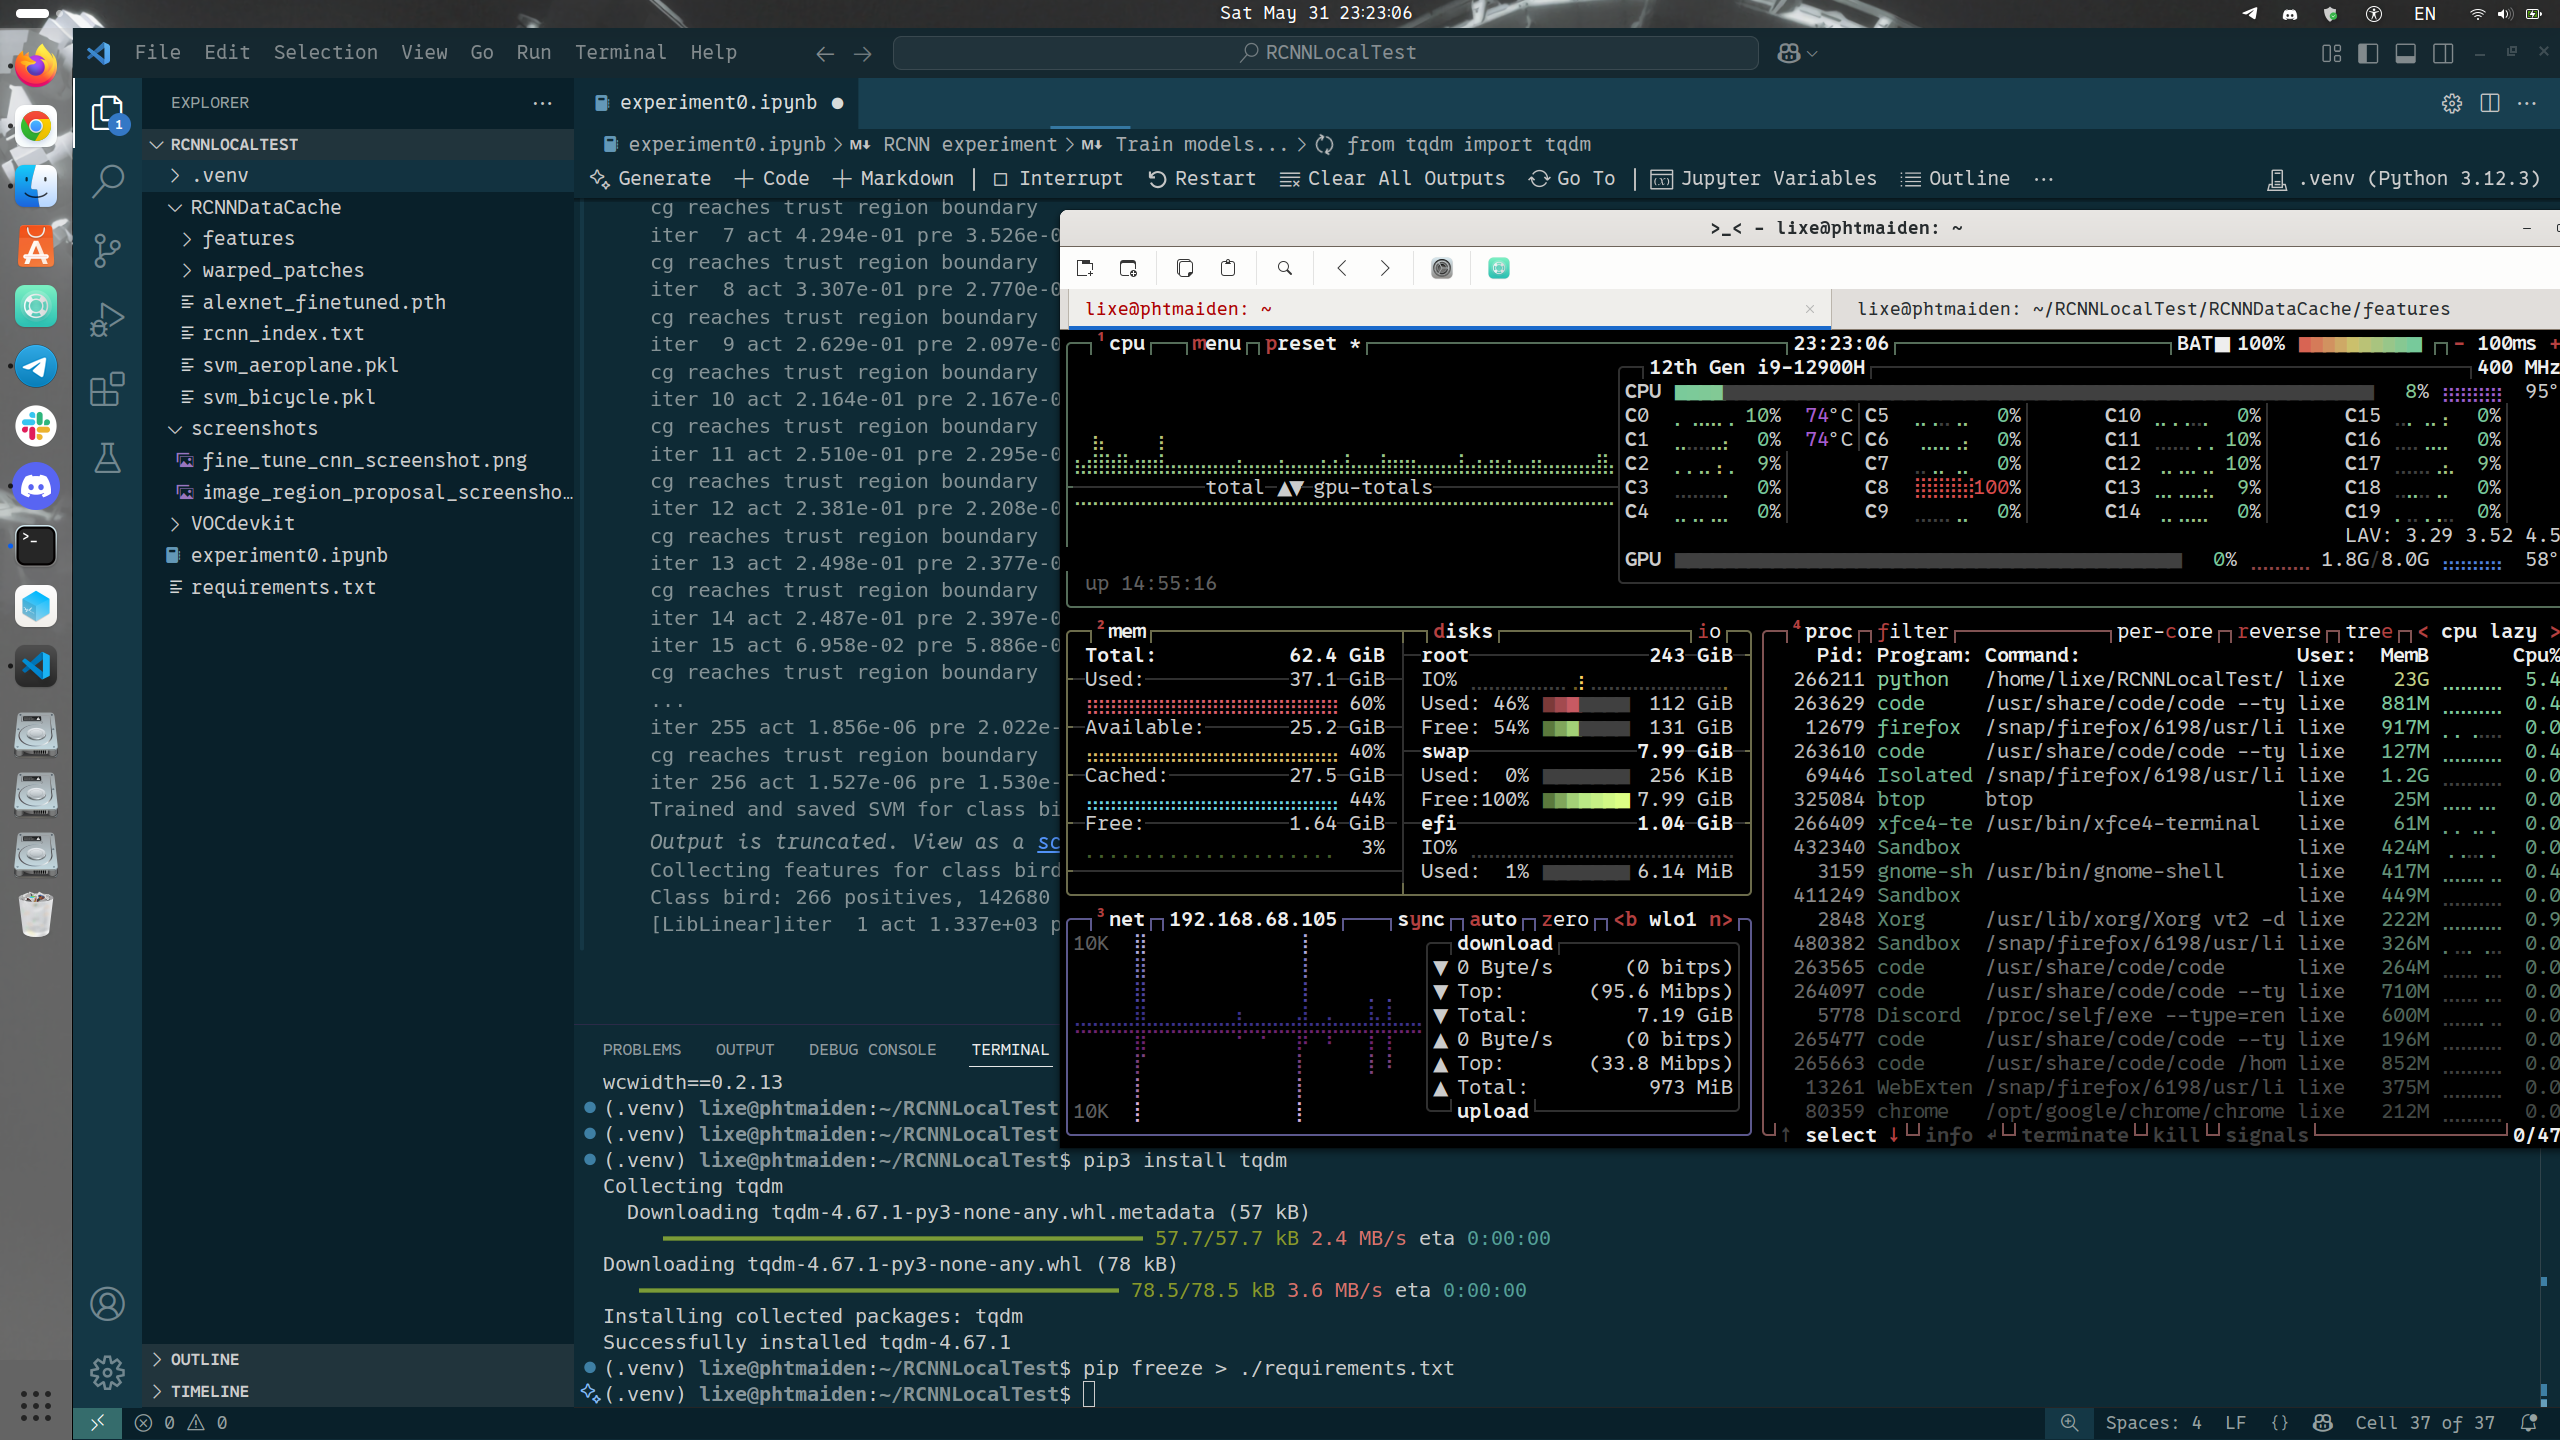 Sat May 31 23:23:06
EN
File Edit Selection View Go Run Terminal Help
RCNNLocalTest
EXPLORER
RCNNLOCALTEST
.venv
RCNNDataCache
features
warped_patches
alexnet_finetuned.pth
rcnn_index.txt
svm_aeroplane.pkl
svm_bicycle.pkl
screenshots
fine_tune_cnn_screenshot.png
image_region_proposal_screensho...
VOCdevkit
experiment0.ipynb
requirements.txt
OUTLINE
TIMELINE
1
experiment0.ipynb
experiment0.ipynb > M↓ RCNN experiment > M↓ Train models... > from tqdm import tqdm
Generate + Code + Markdown | Interrupt Restart Clear All Outputs Go To | Jupyter Variables Outline ... .venv (Python 3.12.3)
cg reaches trust region boundary
iter  7 act 4.294e-01 pre 3.526e-0
cg reaches trust region boundary
iter  8 act 3.307e-01 pre 2.770e-0
cg reaches trust region boundary
iter  9 act 2.629e-01 pre 2.097e-0
cg reaches trust region boundary
iter 10 act 2.164e-01 pre 2.167e-0
cg reaches trust region boundary
iter 11 act 2.510e-01 pre 2.295e-0
cg reaches trust region boundary
iter 12 act 2.381e-01 pre 2.208e-0
cg reaches trust region boundary
iter 13 act 2.498e-01 pre 2.377e-0
cg reaches trust region boundary
iter 14 act 2.487e-01 pre 2.397e-0
iter 15 act 6.958e-02 pre 5.886e-0
cg reaches trust region boundary
...
iter 255 act 1.856e-06 pre 2.022e-
cg reaches trust region boundary
iter 256 act 1.527e-06 pre 1.530e-
Trained and saved SVM for class bi
Output is truncated. View as a sc
Collecting features for class bird
Class bird: 266 positives, 142680
[LibLinear]iter  1 act 1.337e+03 p
>_< - lixe@phtmaiden: ~
lixe@phtmaiden: ~
lixe@phtmaiden: ~/RCNNLocalTest/RCNNDataCache/features
1 cpu menu preset * 23:23:06 BAT 100% - 100ms +
12th Gen i9-12900H 400 MHz
CPU 8% 95°
C0 10% 74°C C5 0% C10 0% C15 0%
C1 0% 74°C C6 0% C11 10% C16 0%
C2 9% C7 0% C12 10% C17 9%
C3 0% C8 100% C13 9% C18 0%
C4 0% C9 0% C14 0% C19 0%
total ▲▼ gpu-totals
LAV: 3.29 3.52 4.5
GPU 0% 1.8G/8.0G 58°
up 14:55:16
2 mem
Total: 62.4 GiB
Used: 37.1 GiB
60%
Available: 25.2 GiB
40%
Cached: 27.5 GiB
44%
Free: 1.64 GiB
3%
disks io
root 243 GiB
IO%
Used: 46% 112 GiB
Free: 54% 131 GiB
swap 7.99 GiB
Used: 0% 256 KiB
Free:100% 7.99 GiB
efi 1.04 GiB
IO%
Used: 1% 6.14 MiB
3 net 192.168.68.105 sync auto zero <b wlo1 n>
10K
10K
download
▼ 0 Byte/s (0 bitps)
▼ Top: (95.6 Mibps)
▼ Total: 7.19 GiB
▲ 0 Byte/s (0 bitps)
▲ Top: (33.8 Mibps)
▲ Total: 973 MiB
upload
4 proc filter per-core reverse tree < cpu lazy >
Pid: Program: Command: User: MemB Cpu%
266211 python /home/lixe/RCNNLocalTest/ lixe 23G 5.4
263629 code /usr/share/code/code --ty lixe 881M 0.4
12679 firefox /snap/firefox/6198/usr/li lixe 917M 0.0
263610 code /usr/share/code/code --ty lixe 127M 0.4
69446 Isolated /snap/firefox/6198/usr/li lixe 1.2G 0.0
325084 btop btop lixe 25M 0.0
266409 xfce4-te /usr/bin/xfce4-terminal lixe 61M 0.0
432340 Sandbox lixe 424M 0.0
3159 gnome-sh /usr/bin/gnome-shell lixe 417M 0.4
411249 Sandbox lixe 449M 0.0
2848 Xorg /usr/lib/xorg/Xorg vt2 -d lixe 222M 0.9
480382 Sandbox /snap/firefox/6198/usr/li lixe 326M 0.0
263565 code /usr/share/code/code lixe 264M 0.0
264097 code /usr/share/code/code --ty lixe 710M 0.0
5778 Discord /proc/self/exe --type=ren lixe 600M 0.0
265477 code /usr/share/code/code --ty lixe 196M 0.0
265663 code /usr/share/code/code /hom lixe 852M 0.0
13261 WebExten /snap/firefox/6198/usr/li lixe 375M 0.0
80359 chrome /opt/google/chrome/chrome lixe 212M 0.0
↑ select ↓ info ↲ terminate kill signals 0/47
PROBLEMS OUTPUT DEBUG CONSOLE TERMINAL
wcwidth==0.2.13
(.venv) lixe@phtmaiden:~/RCNNLocalTest
(.venv) lixe@phtmaiden:~/RCNNLocalTest
(.venv) lixe@phtmaiden:~/RCNNLocalTest$ pip3 install tqdm
Collecting tqdm
Downloading tqdm-4.67.1-py3-none-any.whl.metadata (57 kB)
57.7/57.7 kB 2.4 MB/s eta 0:00:00
Downloading tqdm-4.67.1-py3-none-any.whl (78 kB)
78.5/78.5 kB 3.6 MB/s eta 0:00:00
Installing collected packages: tqdm
Successfully installed tqdm-4.67.1
(.venv) lixe@phtmaiden:~/RCNNLocalTest$ pip freeze > ./requirements.txt
(.venv) lixe@phtmaiden:~/RCNNLocalTest$
0 0
Spaces: 4 LF {} Cell 37 of 37